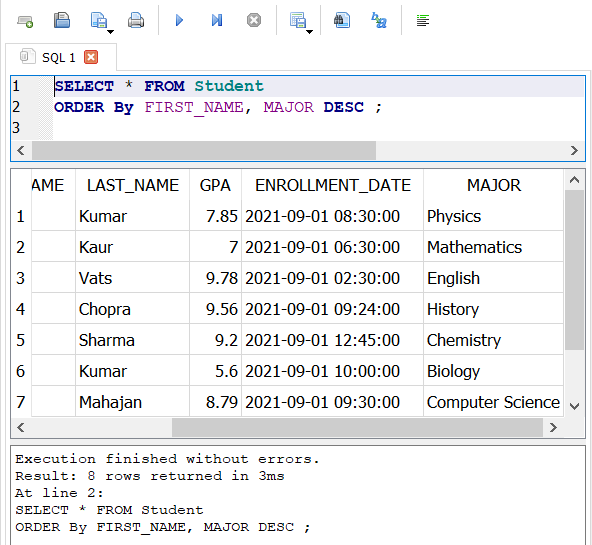 SQL 1
1 SELECT * FROM Student
2 ORDER By FIRST_NAME, MAJOR DESC ;
3
AME LAST_NAME GPA ENROLLMENT_DATE MAJOR
1 Kumar 7.85 2021-09-01 08:30:00 Physics
2 Kaur 7 2021-09-01 06:30:00 Mathematics
3 Vats 9.78 2021-09-01 02:30:00 English
4 Chopra 9.56 2021-09-01 09:24:00 History
5 Sharma 9.2 2021-09-01 12:45:00 Chemistry
6 Kumar 5.6 2021-09-01 10:00:00 Biology
7 Mahajan 8.79 2021-09-01 09:30:00 Computer Science
Execution finished without errors.
Result: 8 rows returned in 3ms
At line 2:
SELECT * FROM Student
ORDER By FIRST_NAME, MAJOR DESC ;